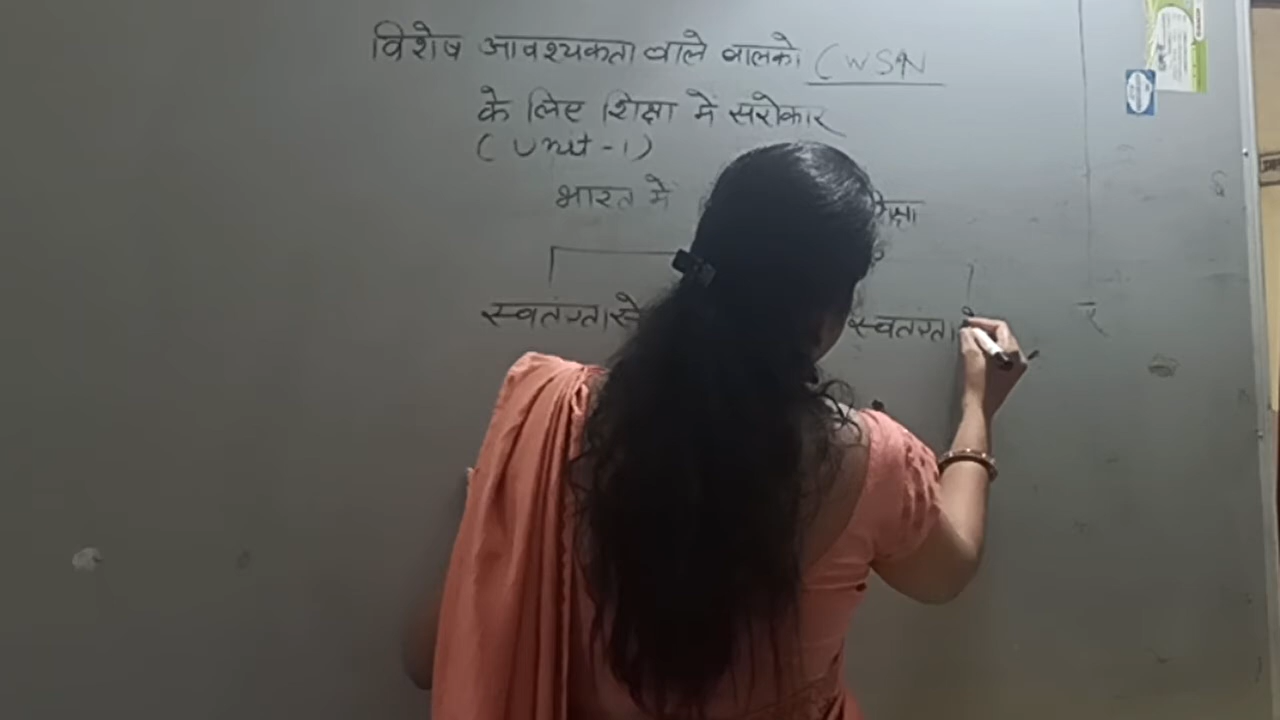 विशेष आवश्यकता वाले बालको (CWSN
के लिए शिक्षा में सरोकार
(Unit-1)
भारत में
स्वतंत्रता से स्वतंत्रता